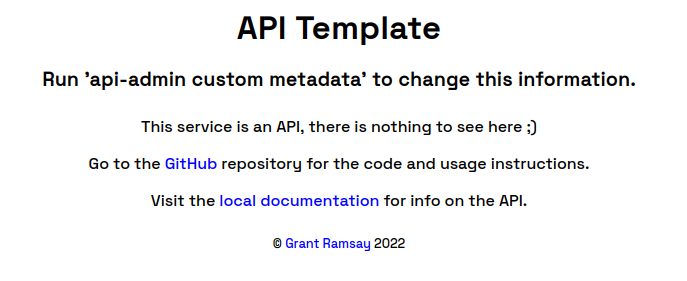 API Template
Run 'api-admin custom metadata' to change this information.
This service is an API, there is nothing to see here ;)
Go to the GitHub repository for the code and usage instructions.
Visit the local documentation for info on the API.
© Grant Ramsay 2022